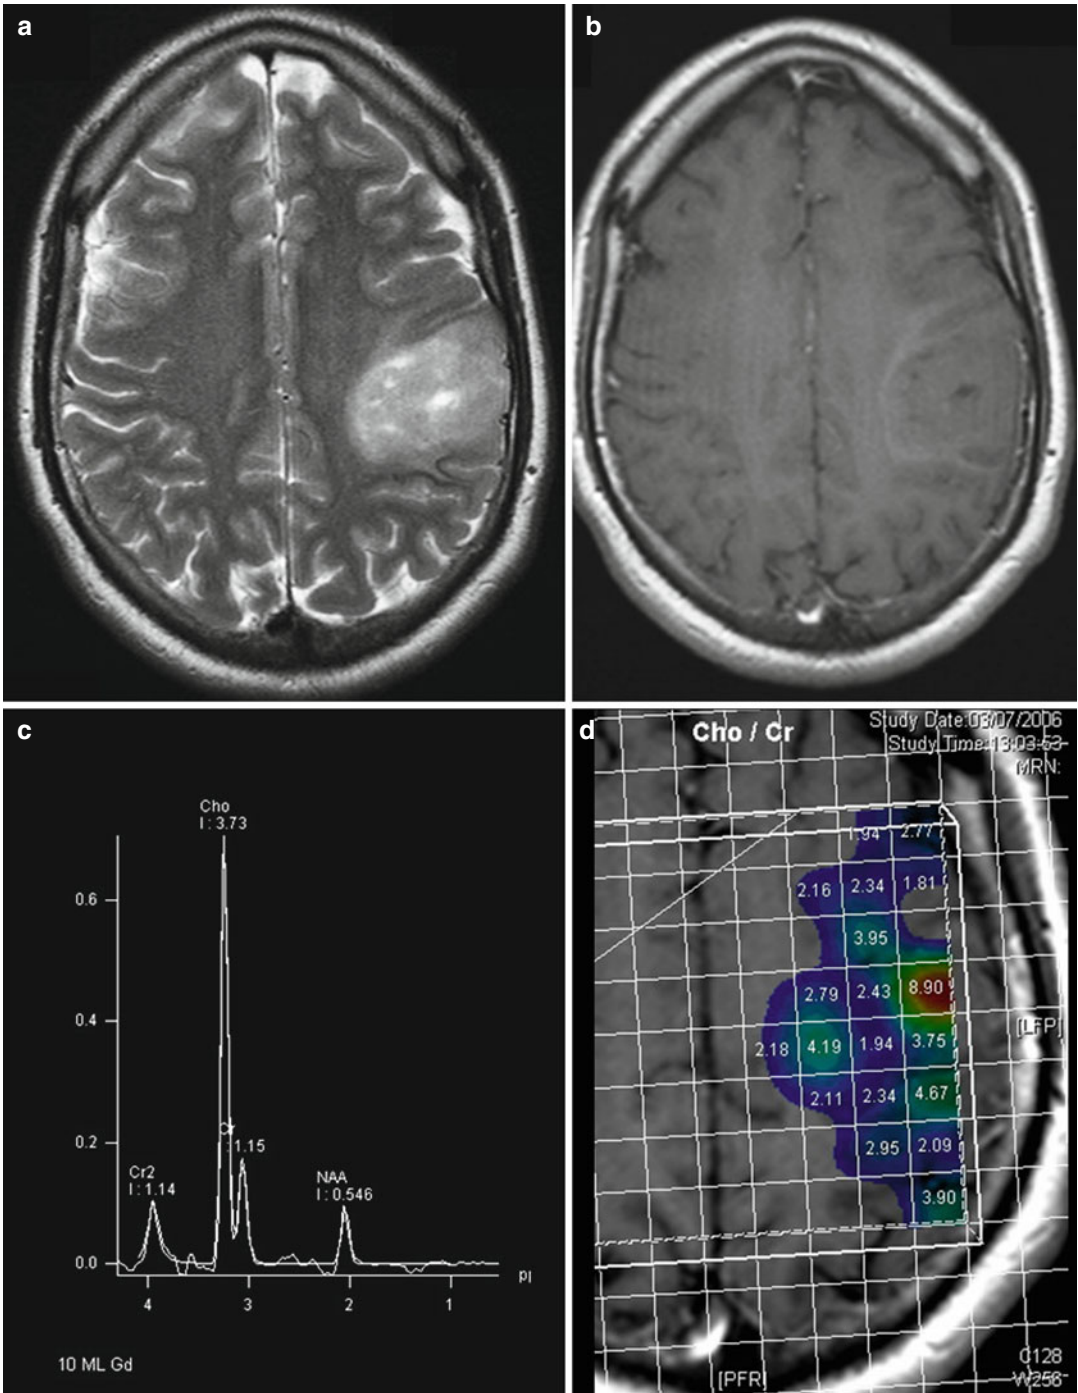 a
b
c
Cho
I : 3.73
0.6
0.4
0.2
0.0
Cr
: 1.15
Cr2
I : 1.14
NAA
I : 0.546
4
3
2
1
10 ML Gd
d
Cho / Cr
Study Date:03/07/2006
Study Time:13:03:53
MRN:
1.94 2.77
2.16 2.34 1.81
3.95
2.79 2.43 8.90
2.18 4.19 1.94 3.75
2.11 2.34 4.67
2.95 2.09
3.90
[LFP]
[PFR]
C128
W256